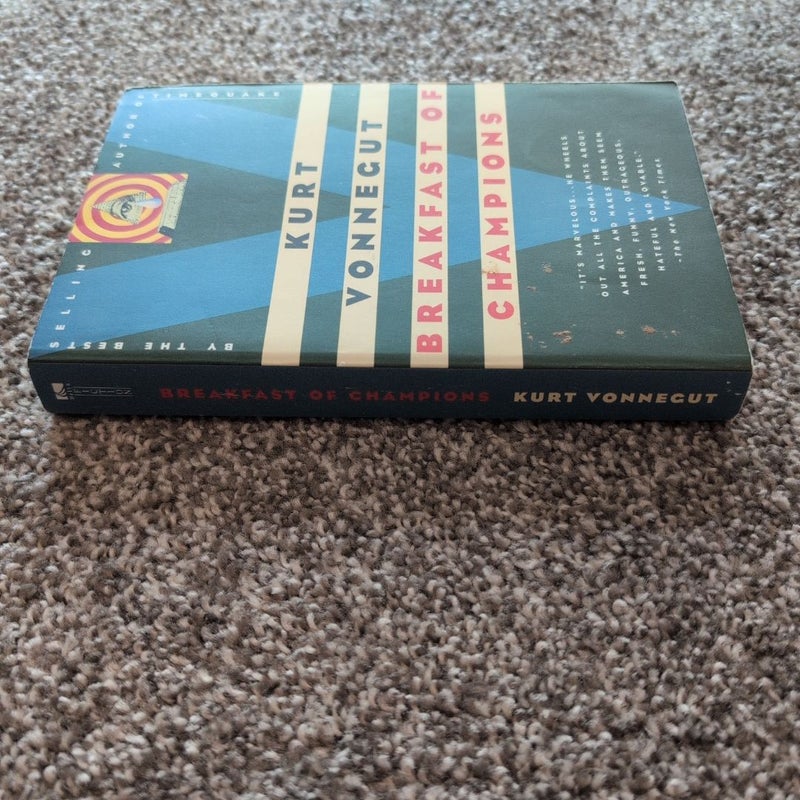 BY THE BEST
SELLING
AUTHOR OF
TIMEQUAKE
KURT
VONNEGUT
BREAKFAST OF
CHAMPIONS
"IT'S MARVELOUS...HE WHEELS
OUT ALL THE COMPLAINTS ABOUT
AMERICA AND MAKES THEM SEEM
FRESH, FUNNY, OUTRAGEOUS,
HATEFUL AND LOVABLE."
-The New York Times
FICTION
BREAKFAST OF CHAMPIONS
KURT VONNEGUT